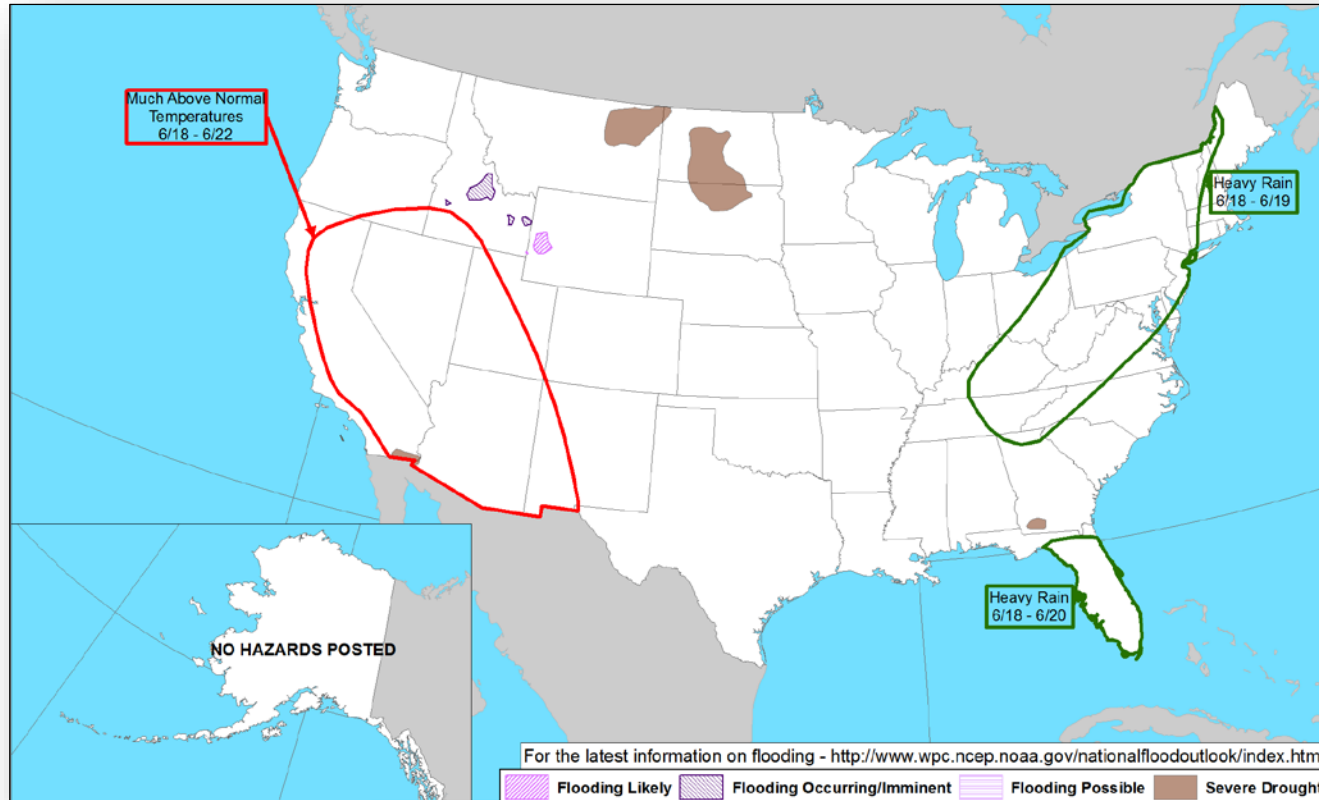 Much Above Normal
Temperatures
6/18 - 6/22
Heavy Rain
6/18 - 6/19
Heavy Rain
6/18 - 6/20
NO HAZARDS POSTED
For the latest information on flooding - http://www.wpc.ncep.noaa.gov/nationalfloodoutlook/index.htm
Flooding Likely Flooding Occurring/Imminent Flooding Possible Severe Drought